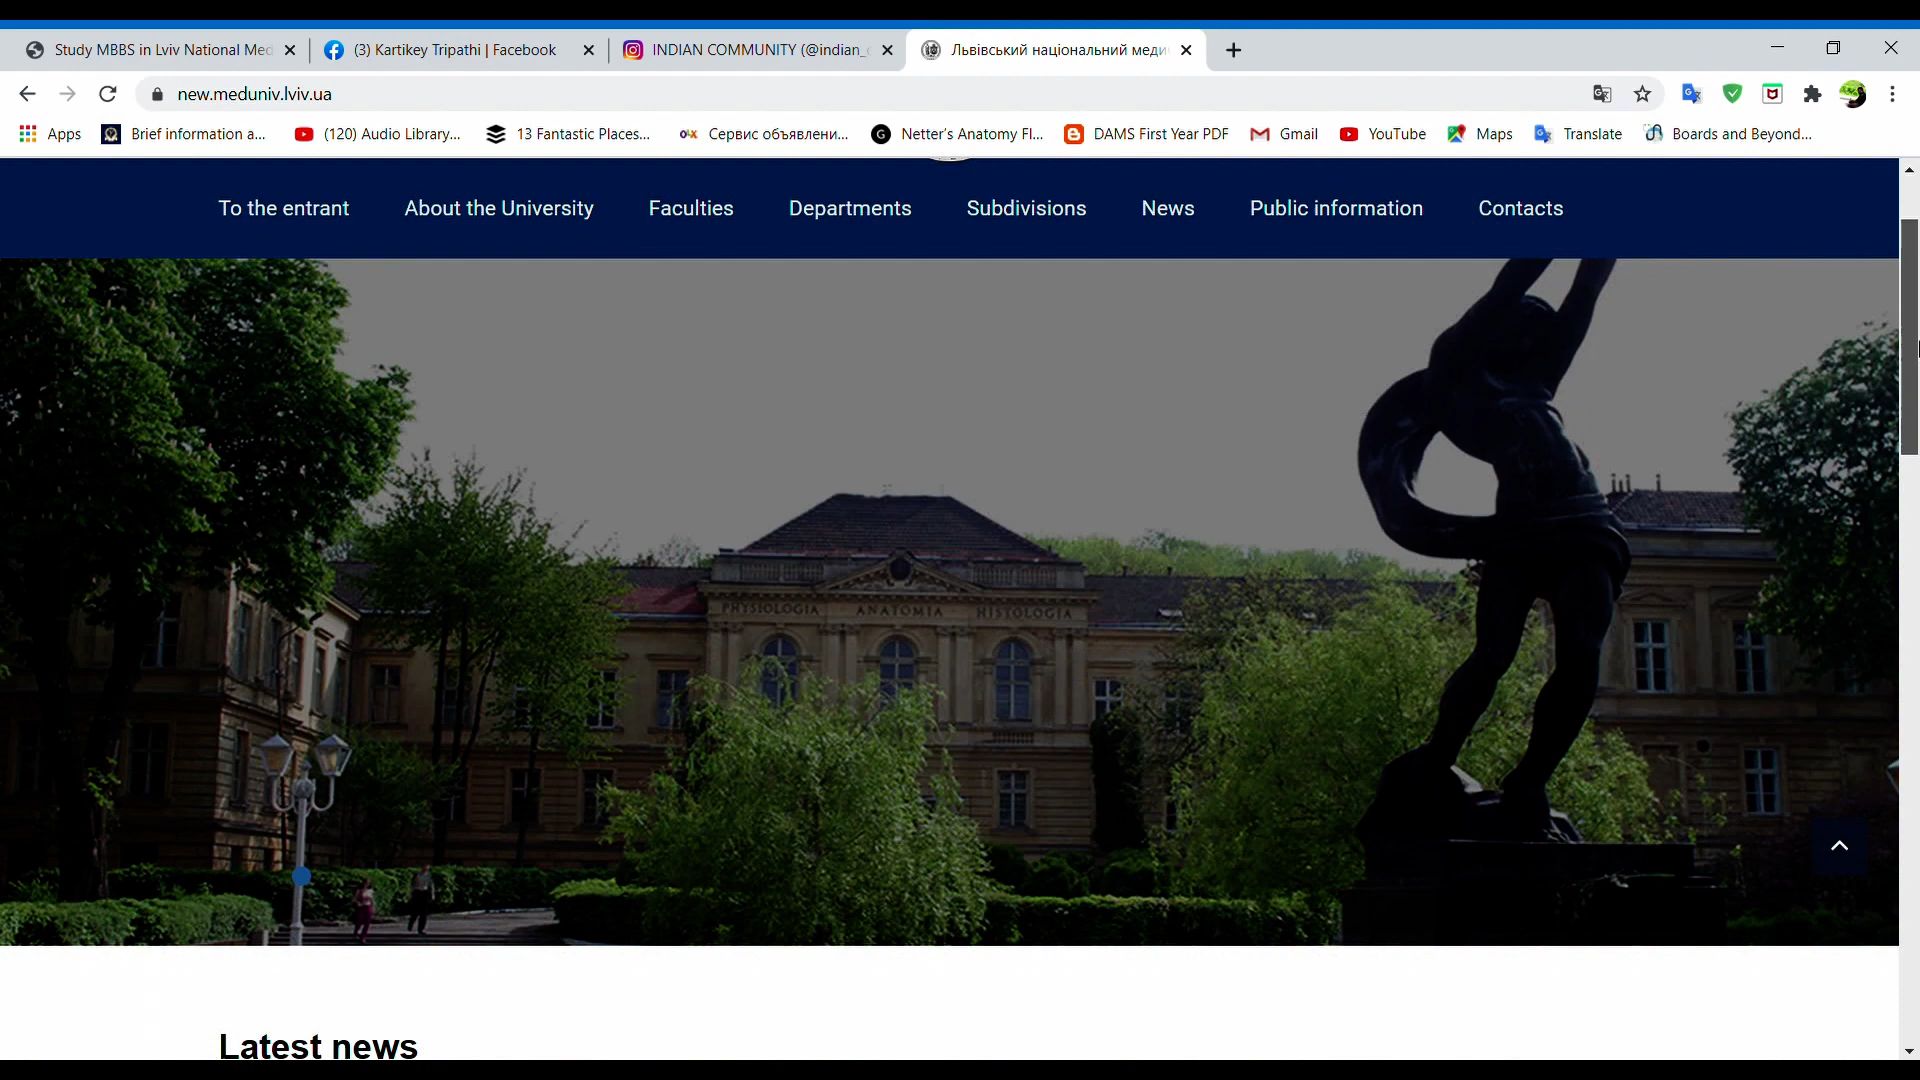 Study MBBS in Lviv National Med
(3) Kartikey Tripathi | Facebook
INDIAN COMMUNITY (@indian_
Львівський національний меди
new.meduniv.lviv.ua
Apps
Brief information a...
(120) Audio Library...
13 Fantastic Places...
Сервис объявлени...
Netter's Anatomy Fl...
DAMS First Year PDF
Gmail
YouTube
Maps
Translate
Boards and Beyond...
To the entrant
About the University
Faculties
Departments
Subdivisions
News
Public information
Contacts
PHYSIOLOGIA ANATOMIA HISTOLOGIA
Latest news